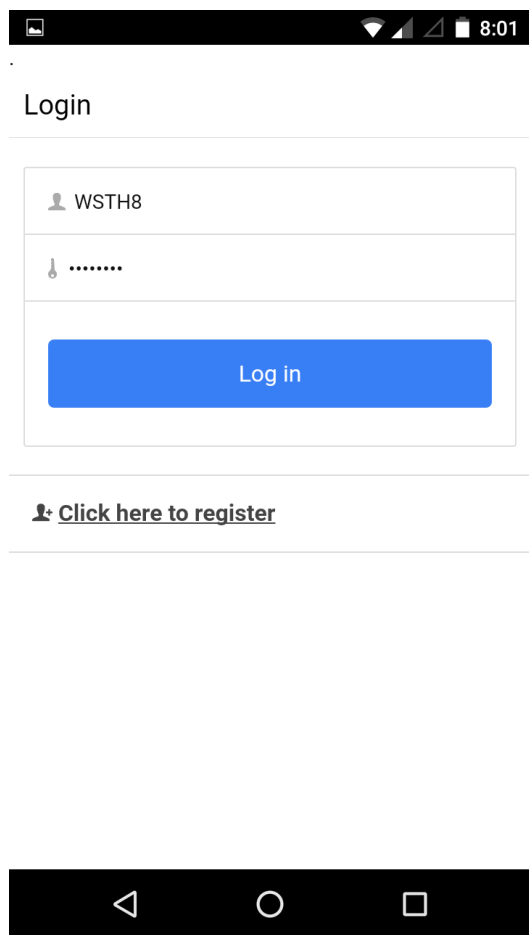 8:01
.
Login
WSTH8
••••••••
Log in
Click here to register